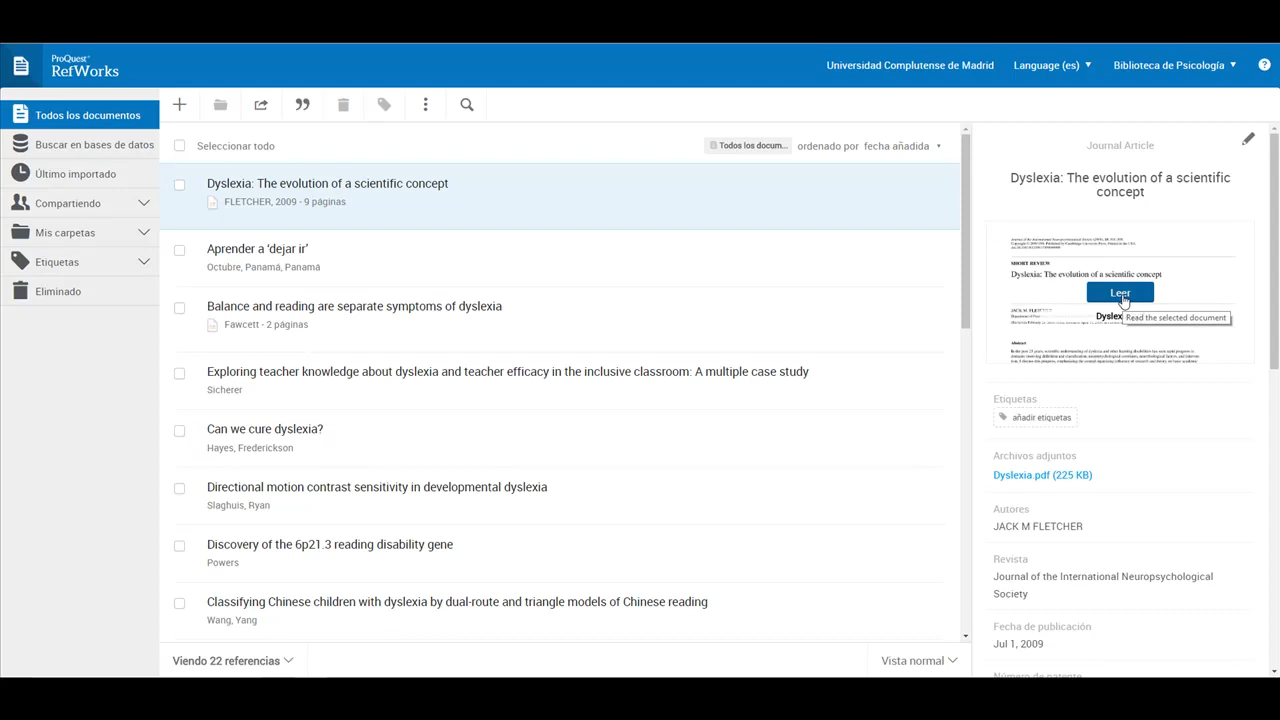 ProQuest®
RefWorks
Universidad Complutense de Madrid
Language (es)
Biblioteca de Psicología
?
Todos los documentos
Buscar en bases de datos
Último importado
Compartiendo
Mis carpetas
Etiquetas
Eliminado
Seleccionar todo
Todos los docum...
ordenado por fecha añadida
Dyslexia: The evolution of a scientific concept
FLETCHER, 2009 - 9 páginas
Aprender a ‘dejar ir’
Octubre, Panamá, Panamá
Balance and reading are separate symptoms of dyslexia
Fawcett - 2 páginas
Exploring teacher knowledge about dyslexia and teacher efficacy in the inclusive classroom: A multiple case study
Sicherer
Can we cure dyslexia?
Hayes, Frederickson
Directional motion contrast sensitivity in developmental dyslexia
Slaghuis, Ryan
Discovery of the 6p21.3 reading disability gene
Powers
Classifying Chinese children with dyslexia by dual-route and triangle models of Chinese reading
Wang, Yang
Viendo 22 referencias
Vista normal
Journal Article
Dyslexia: The evolution of a scientific
concept
SHORT REVIEW
Dyslexia: The evolution of a scientific concept
Leer
JACK M FLETCHER
Read the selected document
Abstract
Etiquetas
añadir etiquetas
Archivos adjuntos
Dyslexia.pdf (225 KB)
Autores
JACK M FLETCHER
Revista
Journal of the International Neuropsychological
Society
Fecha de publicación
Jul 1, 2009
Número de patente